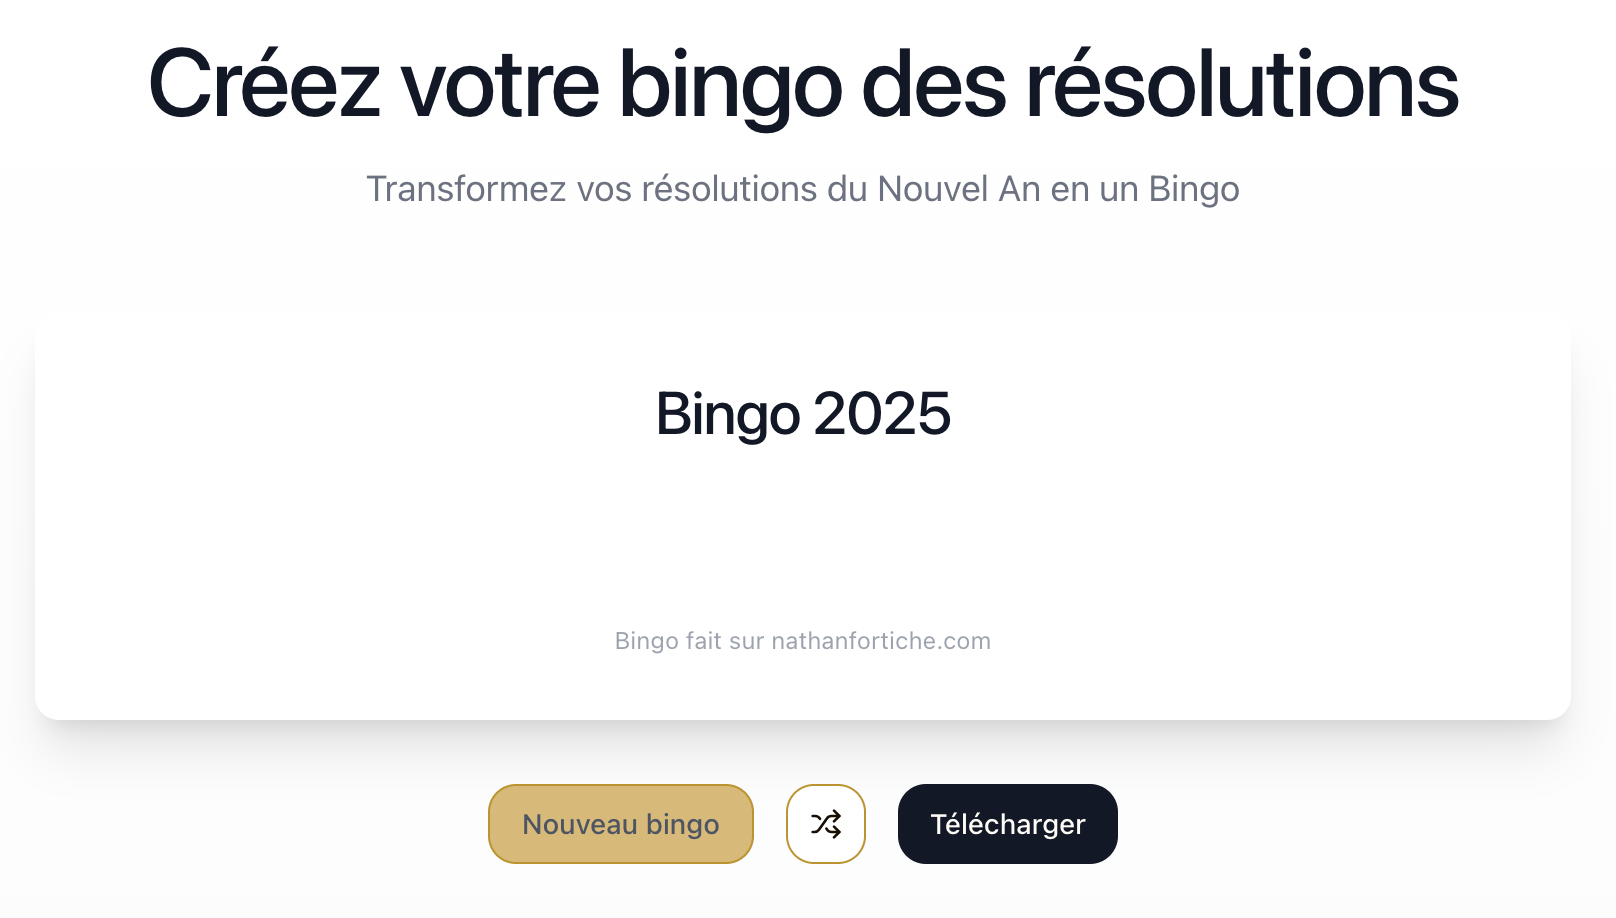 Créez votre bingo des résolutions
Transformez vos résolutions du Nouvel An en un Bingo
Bingo 2025
Bingo fait sur nathanfortiche.com
Nouveau bingo
Télécharger